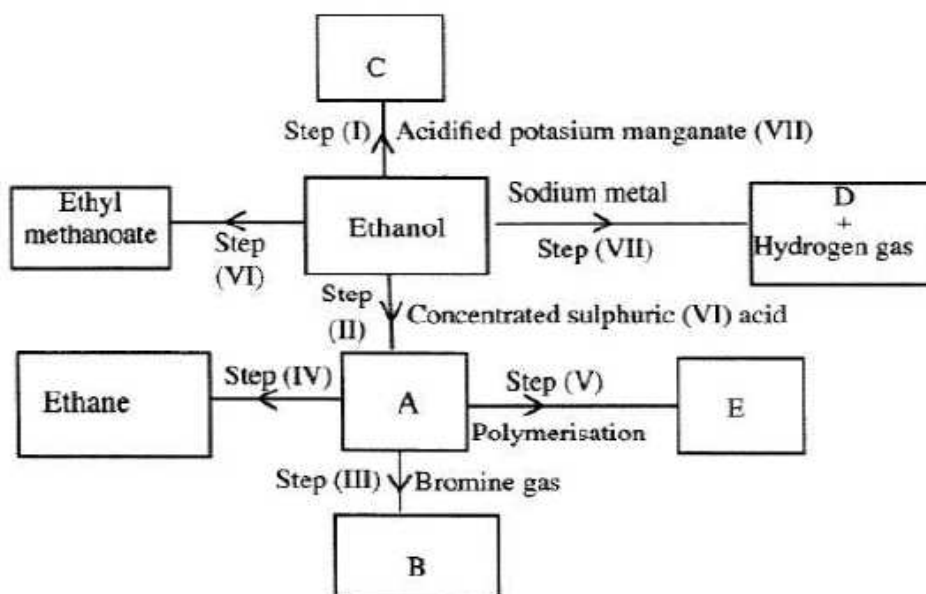 C
Step (I)
Acidified potasium manganate (VII)
Ethyl
methanoate
Step
(VI)
Ethanol
Sodium metal
Step (VII)
D
+
Hydrogen gas
Step
(II)
Concentrated sulphuric (VI) acid
Ethane
Step (IV)
A
Step (V)
Polymerisation
E
Step (III)
Bromine gas
B